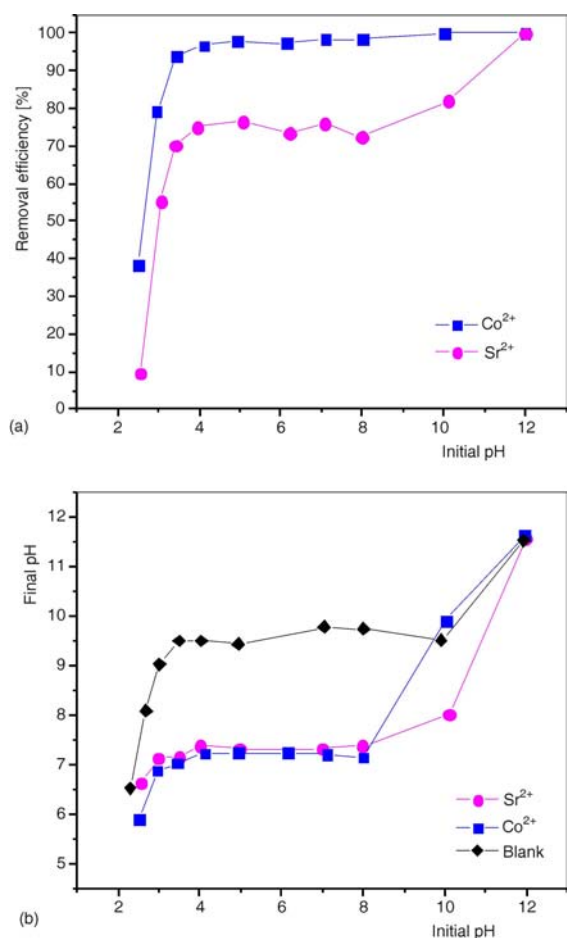 Removal efficiency [%]
100
90
80
70
60
50
40
30
20
10
0
2 4 6 8 10 12
Initial pH
Co²⁺
Sr²⁺
(a)
Final pH
12
11
10
9
8
7
6
5
2 4 6 8 10 12
Initial pH
Sr²⁺
Co²⁺
Blank
(b)